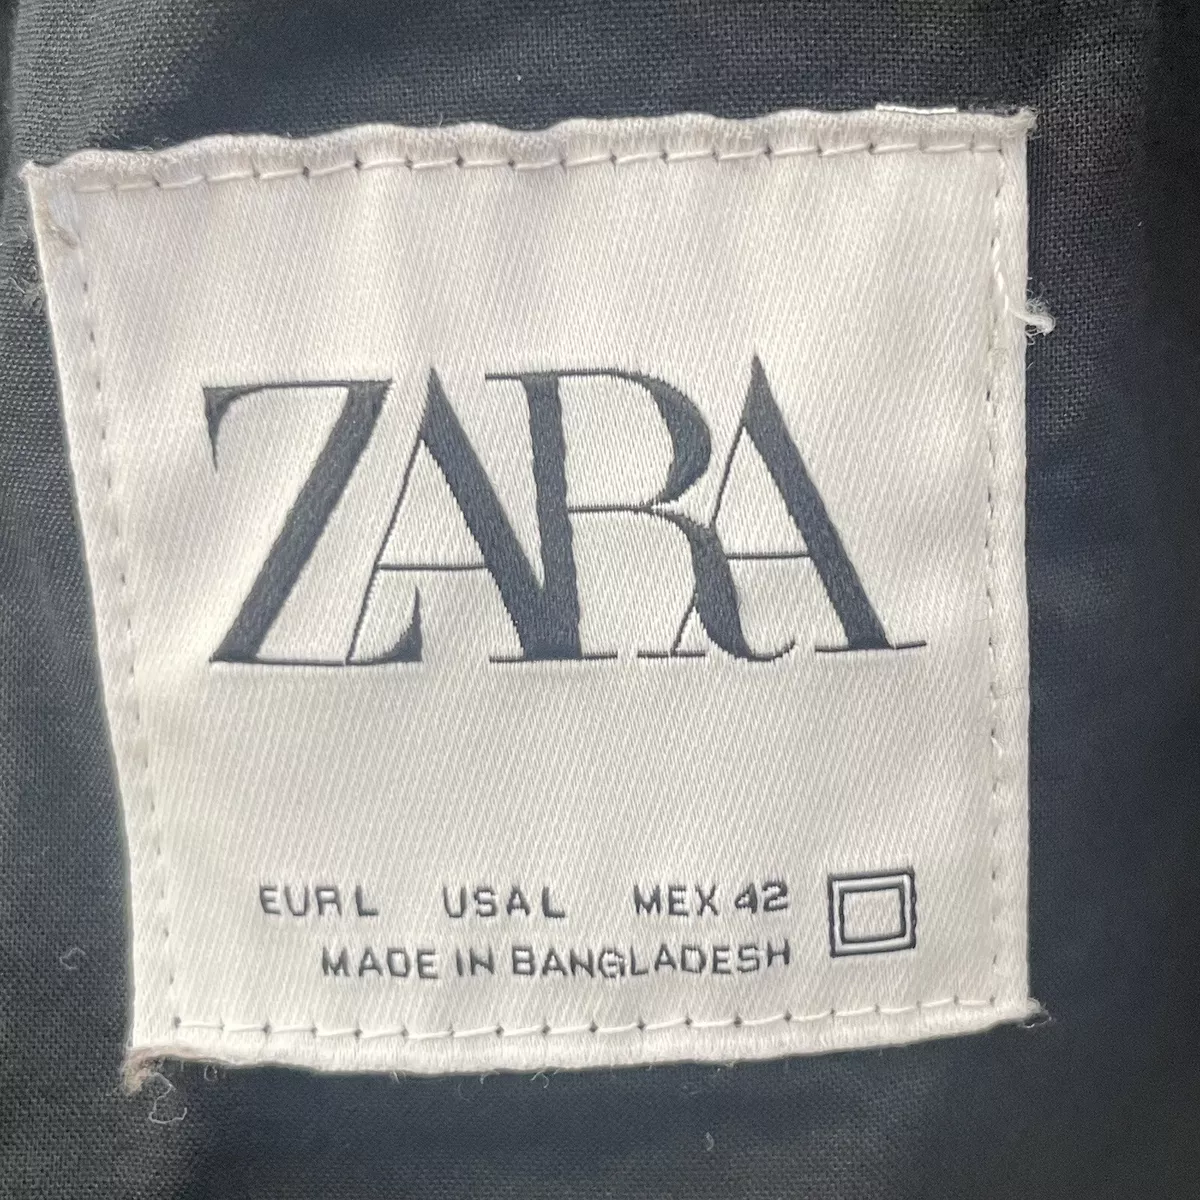 ZARA
EUR L USA L MEX 42
MADE IN BANGLADESH